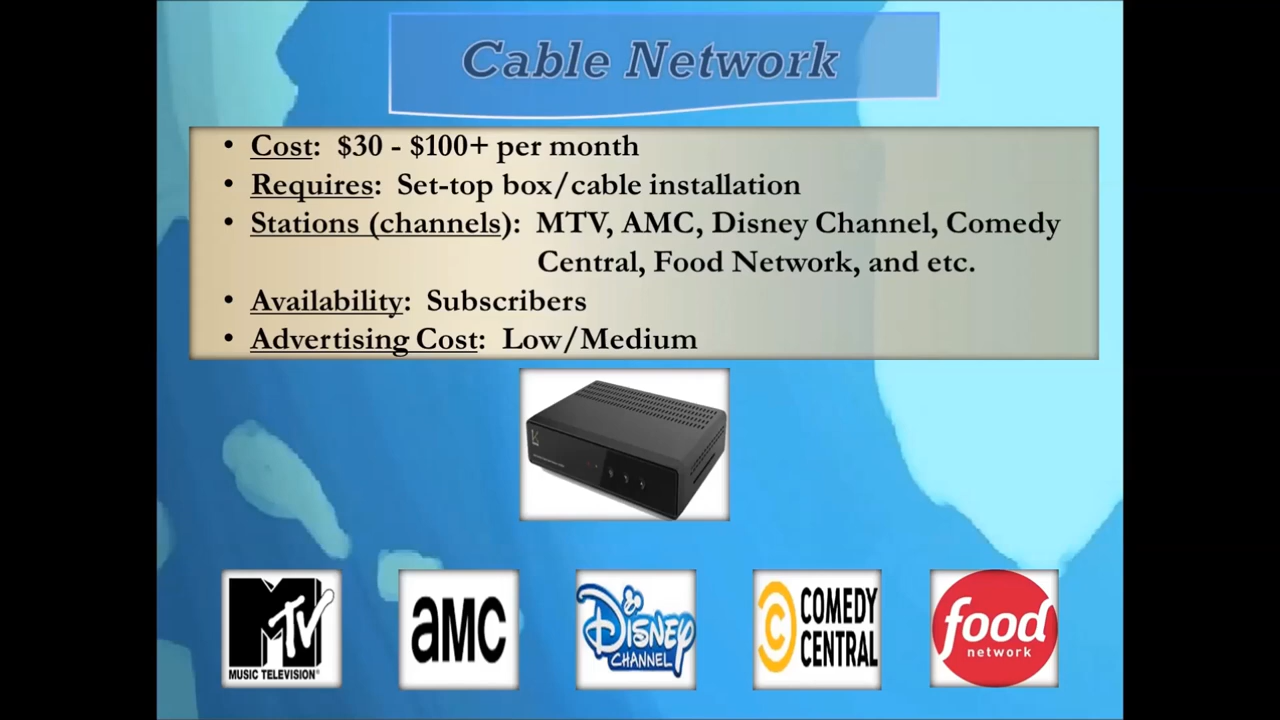 Cable Network
• Cost: $30 - $100+ per month
• Requires: Set-top box/cable installation
• Stations (channels): MTV, AMC, Disney Channel, Comedy
Central, Food Network, and etc.
• Availability: Subscribers
• Advertising Cost: Low/Medium
MTV
MUSIC TELEVISION®
aMC
DISNEY
CHANNEL
COMEDY
CENTRAL
food
network